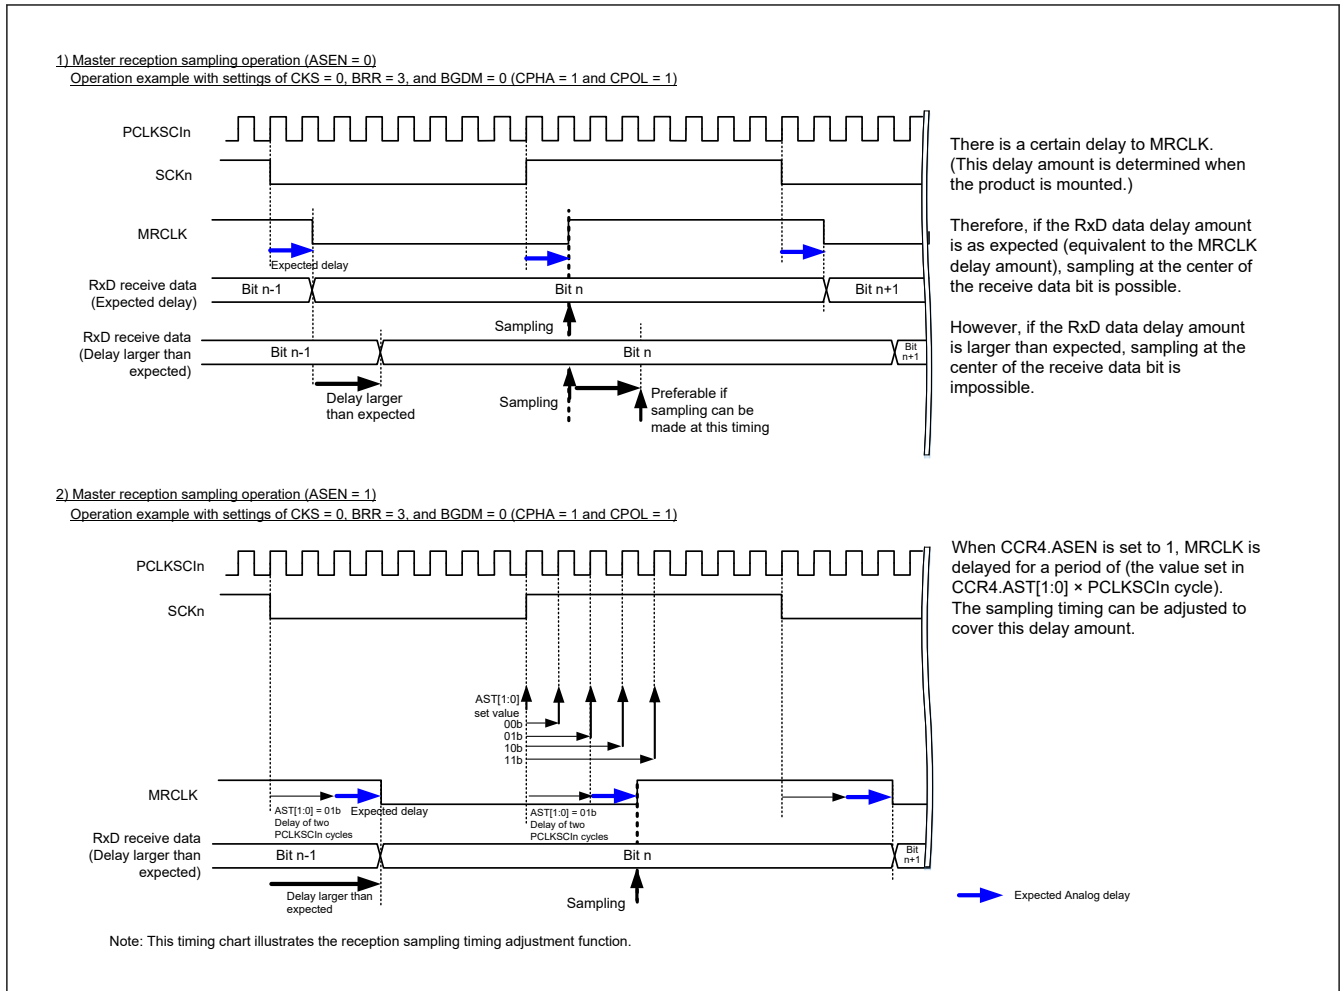 1) Master reception sampling operation (ASEN = 0)
Operation example with settings of CKS = 0, BRR = 3, and BGDM = 0 (CPHA = 1 and CPOL = 1)
PCLKSCIn
SCKn
MRCLK
Expected delay
RxD receive data
(Expected delay)
Bit n-1
Bit n
Bit n+1
Sampling
RxD receive data
(Delay larger than
expected)
Bit n-1
Bit n
Bit
n+1
Delay larger
than expected
Sampling
Preferable if
sampling can be
made at this timing
There is a certain delay to MRCLK.
(This delay amount is determined when
the product is mounted.)
Therefore, if the RxD data delay amount
is as expected (equivalent to the MRCLK
delay amount), sampling at the center of
the receive data bit is possible.
However, if the RxD data delay amount
is larger than expected, sampling at the
center of the receive data bit is
impossible.
2) Master reception sampling operation (ASEN = 1)
Operation example with settings of CKS = 0, BRR = 3, and BGDM = 0 (CPHA = 1 and CPOL = 1)
PCLKSCIn
SCKn
AST[1:0]
set value
00b
01b
10b
11b
MRCLK
AST[1:0] = 01b
Delay of two
PCLKSCIn cycles
Expected delay
AST[1:0] = 01b
Delay of two
PCLKSCIn cycles
RxD receive data
(Delay larger than
expected)
Bit n-1
Bit n
Bit
n+1
Delay larger than
expected
Sampling
When CCR4.ASEN is set to 1, MRCLK is
delayed for a period of (the value set in
CCR4.AST[1:0] × PCLKSCIn cycle).
The sampling timing can be adjusted to
cover this delay amount.
Expected Analog delay
Note: This timing chart illustrates the reception sampling timing adjustment function.